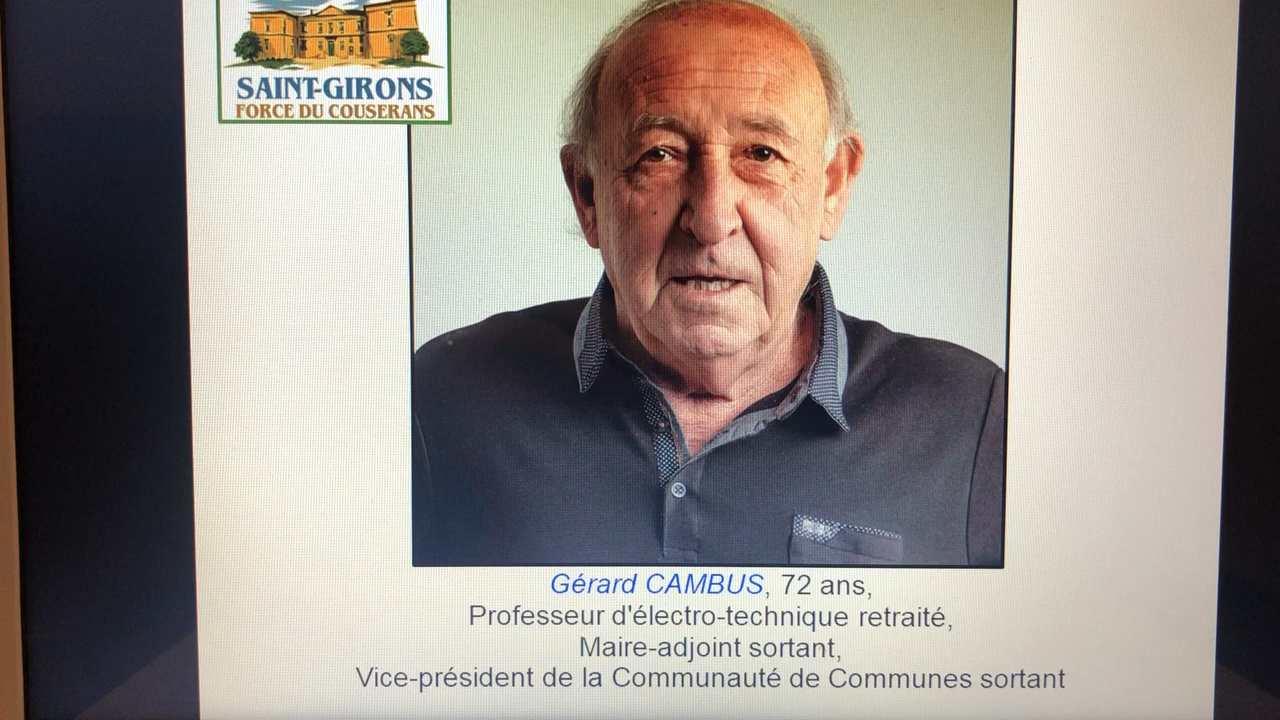 SAINT-GIRONS
FORCE DU COUSERANS
Gérard CAMBUS, 72 ans,
Professeur d'électro-technique retraité,
Maire-adjoint sortant,
Vice-président de la Communauté de Communes sortant